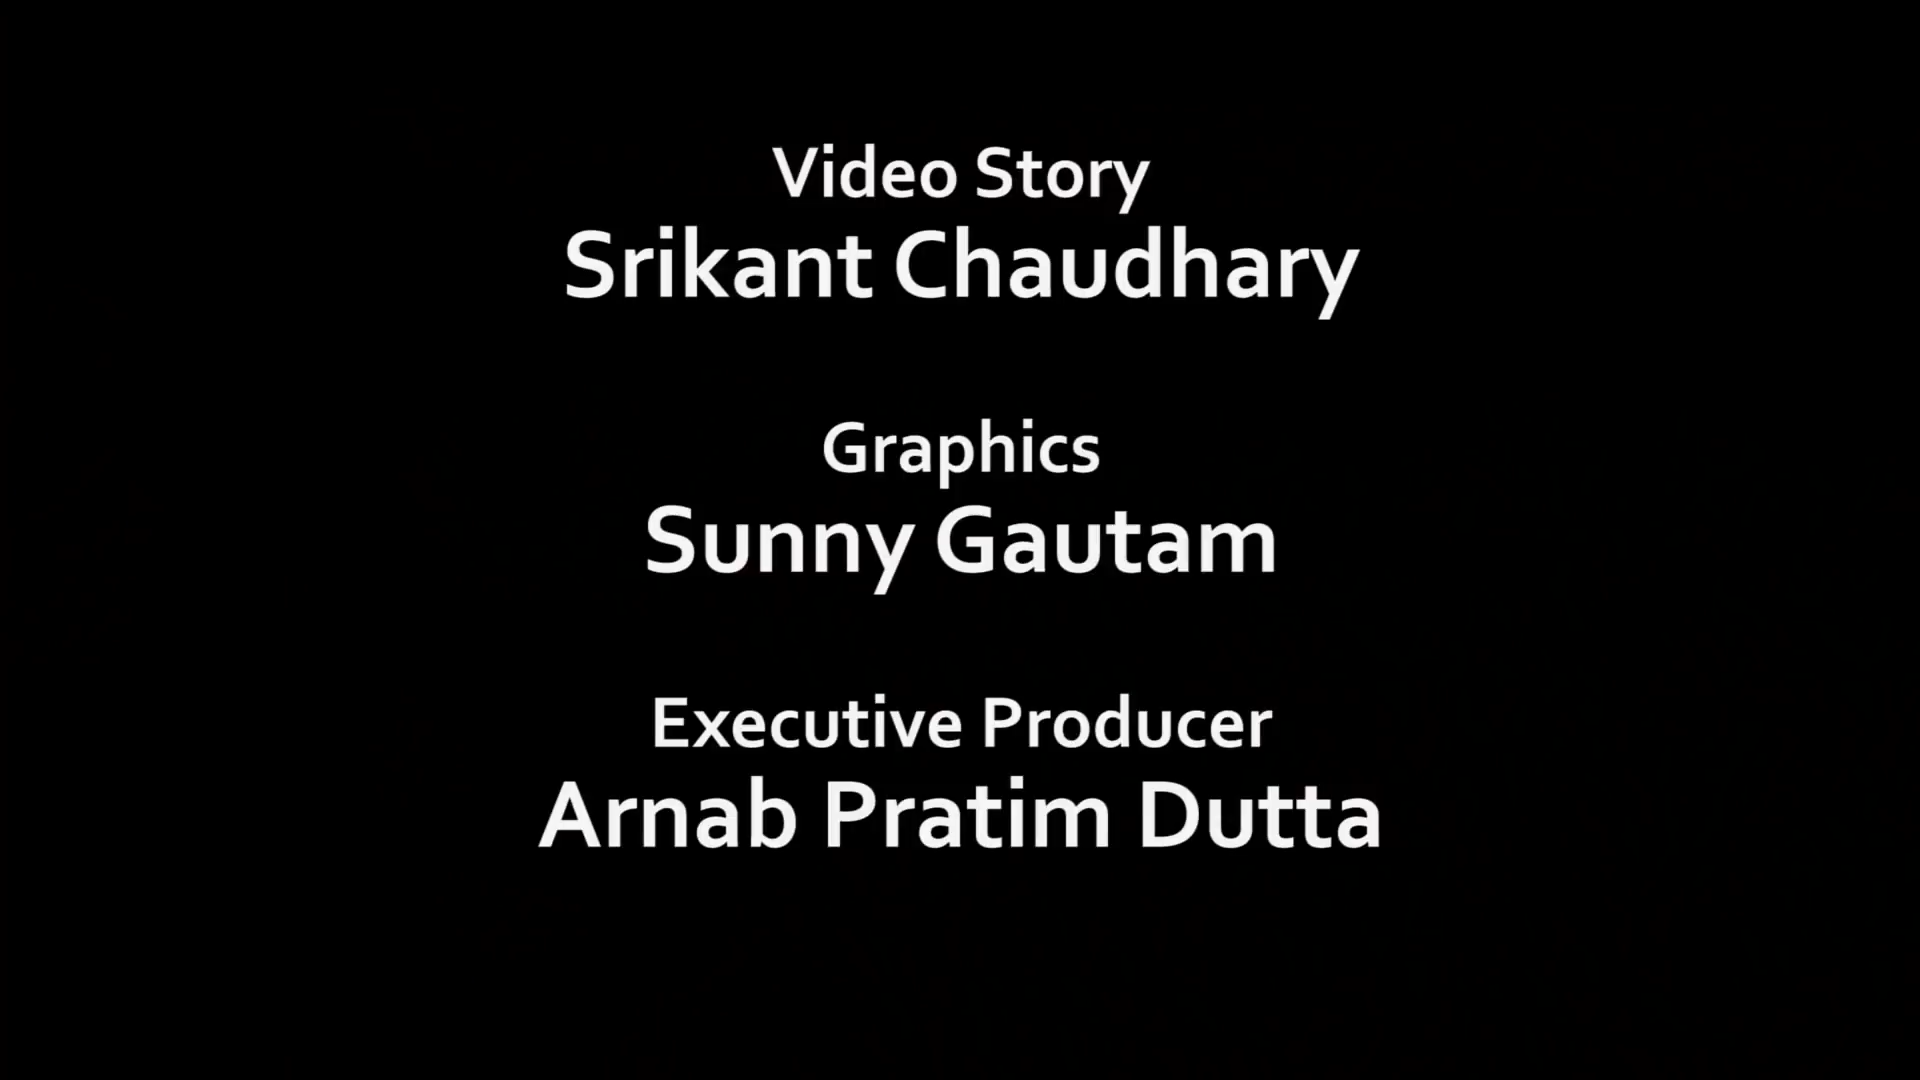 Video Story
Srikant Chaudhary
Graphics
Sunny Gautam
Executive Producer
Arnab Pratim Dutta